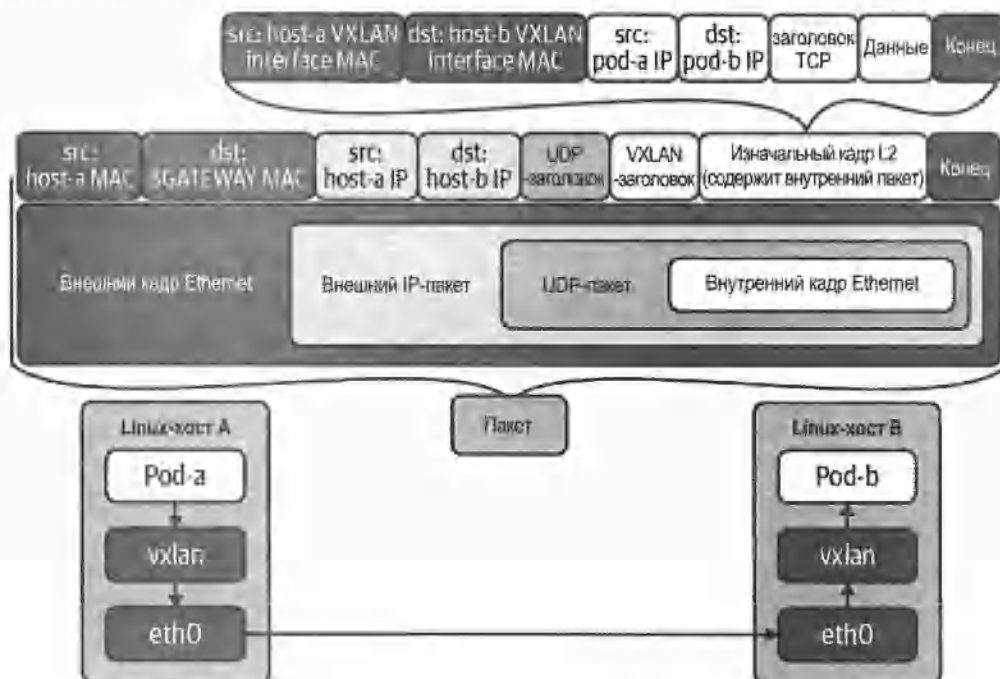 src: host-a VXLAN
interface MAC
dst: host-b VXLAN
interface MAC
src:
pod-a IP
dst:
pod-b IP
заголовок
TCP
Данные
Конец
src:
host-a MAC
dst:
$GATEWAY MAC
src:
host-a IP
dst:
host-b IP
UDP
-заголовок
VXLAN
-заголовок
Изначальный кадр L2
(содержит внутренний пакет)
Конец
Внешний кадр Ethernet
Внешний IP-пакет
UDP-пакет
Внутренний кадр Ethernet
Пакет
Linux-хост A
Pod-a
vxlan
eth0
Linux-хост B
Pod-b
vxlan
eth0